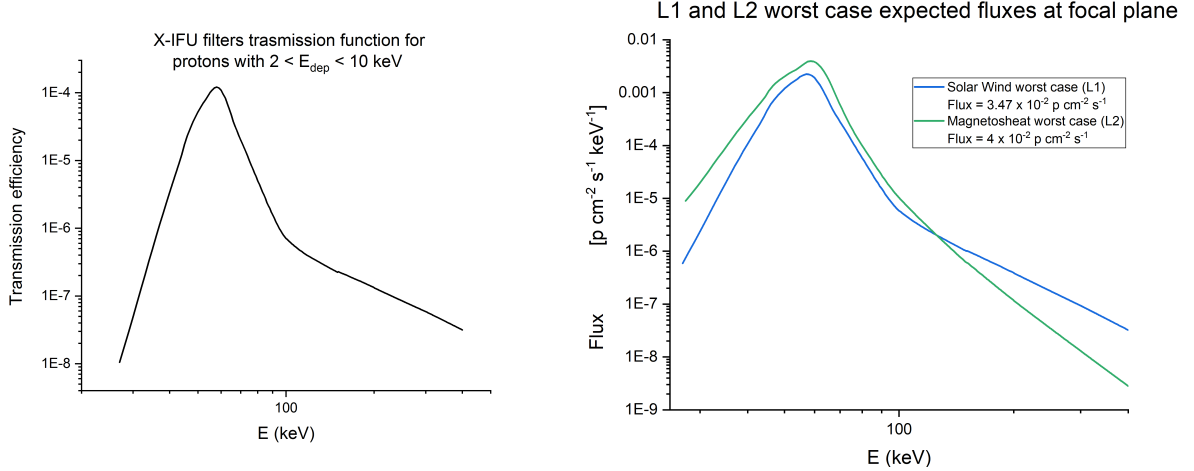 X-IFU filters trasmission function for
protons with 2 < E_dep < 10 keV
1E-4
1E-5
1E-6
1E-7
1E-8
Transmission efficiency
100
E (keV)
L1 and L2 worst case expected fluxes at focal plane
0.01
0.001
1E-4
1E-5
1E-6
1E-7
1E-8
1E-9
Flux [p cm⁻² s⁻¹ keV⁻¹]
Solar Wind worst case (L1)
Flux = 3.47 x 10⁻² p cm⁻² s⁻¹
Magnetosheat worst case (L2)
Flux = 4 x 10⁻² p cm⁻² s⁻¹
100
E (keV)